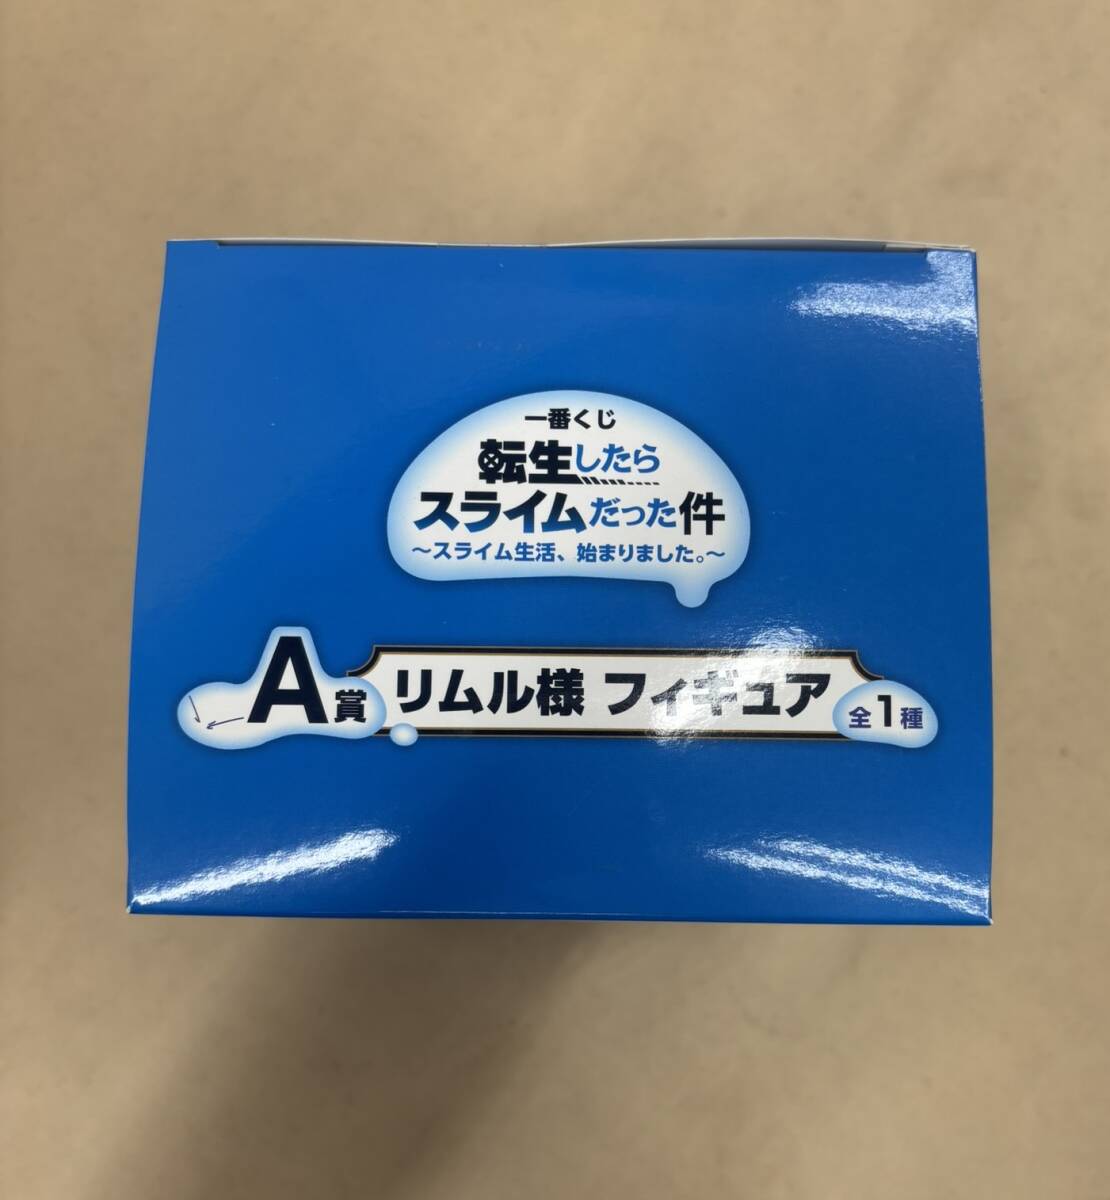 一番くじ
転生したら
スライムだった件
～スライム生活、始まりました。～
A賞 リムル様 フィギュア 全1種